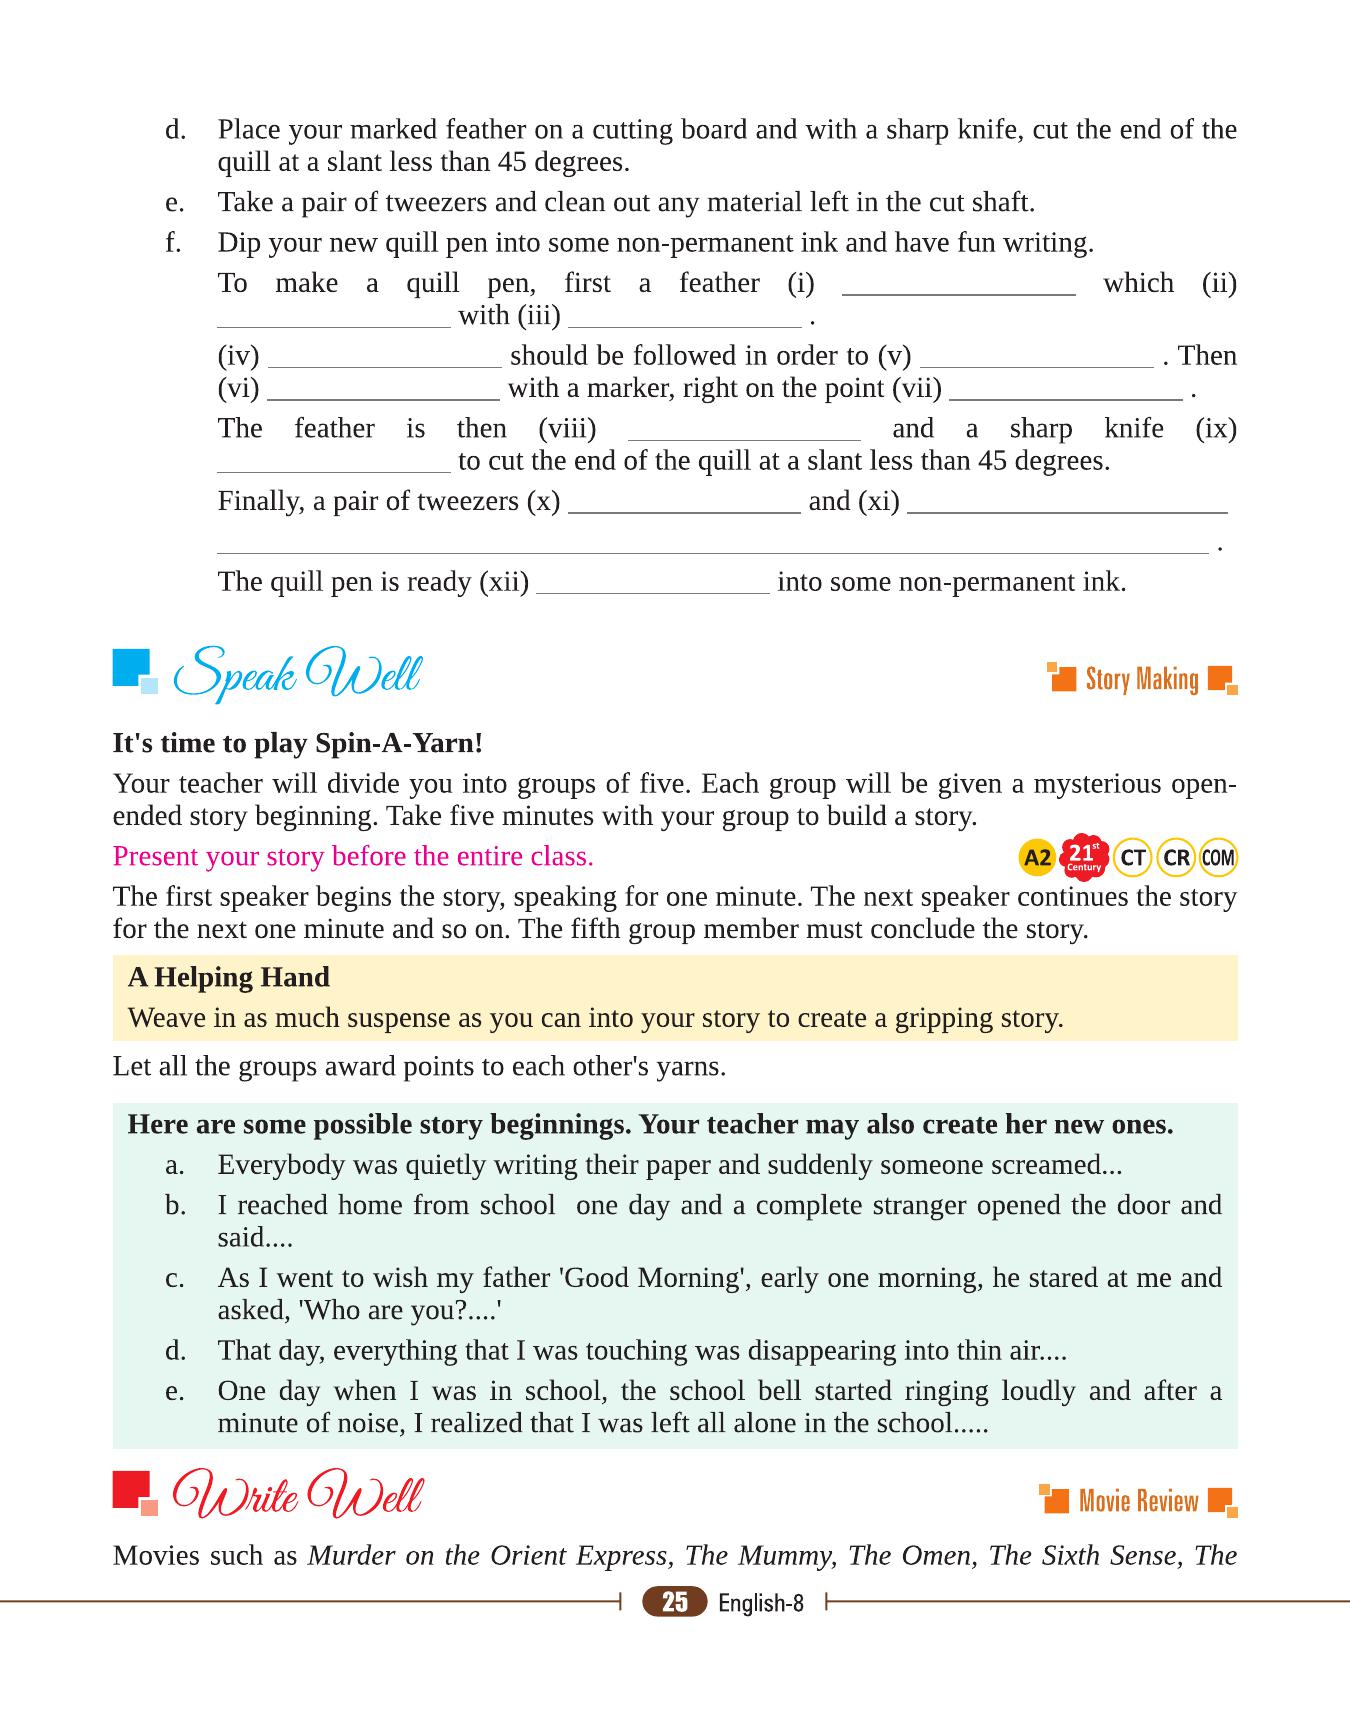 d. Place your marked feather on a cutting board and with a sharp knife, cut the end of the
quill at a slant less than 45 degrees.
e. Take a pair of tweezers and clean out any material left in the cut shaft.
f. Dip your new quill pen into some non-permanent ink and have fun writing.
To make a quill pen, first a feather (i) ________________ which (ii)
________________ with (iii) ________________ .
(iv) ________________ should be followed in order to (v) ________________ . Then
(vi) ________________ with a marker, right on the point (vii) ________________ .
The feather is then (viii) ________________ and a sharp knife (ix)
________________ to cut the end of the quill at a slant less than 45 degrees.
Finally, a pair of tweezers (x) ________________ and (xi) ______________________
____________________________________________________________________ .
The quill pen is ready (xii) ________________ into some non-permanent ink.
Speak Well
Story Making
It's time to play Spin-A-Yarn!
Your teacher will divide you into groups of five. Each group will be given a mysterious open-
ended story beginning. Take five minutes with your group to build a story.
Present your story before the entire class. A2 21st Century CT CR COM
The first speaker begins the story, speaking for one minute. The next speaker continues the story
for the next one minute and so on. The fifth group member must conclude the story.
A Helping Hand
Weave in as much suspense as you can into your story to create a gripping story.
Let all the groups award points to each other's yarns.
Here are some possible story beginnings. Your teacher may also create her new ones.
a. Everybody was quietly writing their paper and suddenly someone screamed...
b. I reached home from school one day and a complete stranger opened the door and
said....
c. As I went to wish my father 'Good Morning', early one morning, he stared at me and
asked, 'Who are you?....'
d. That day, everything that I was touching was disappearing into thin air....
e. One day when I was in school, the school bell started ringing loudly and after a
minute of noise, I realized that I was left all alone in the school.....
Write Well
Movie Review
Movies such as Murder on the Orient Express, The Mummy, The Omen, The Sixth Sense, The
25 English-8